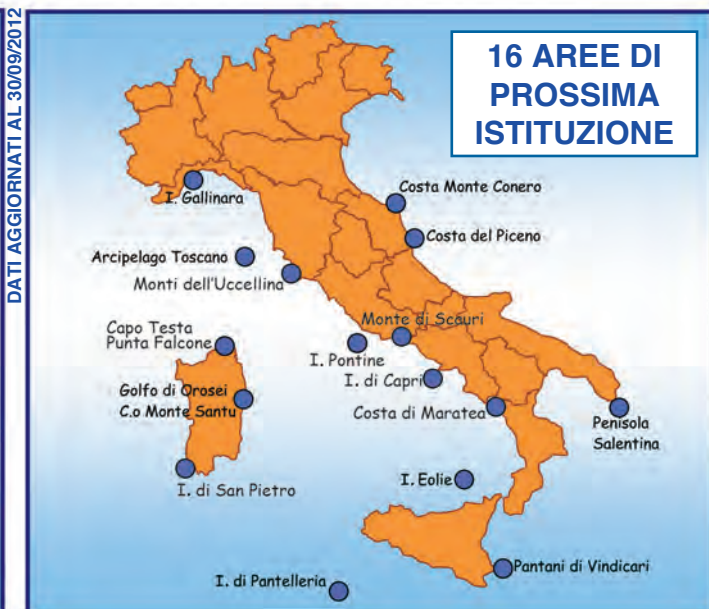 DATI AGGIORNATI AL 30/09/2012
16 AREE DI
PROSSIMA
ISTITUZIONE
I. Gallinara
Costa Monte Conero
Costa del Piceno
Arcipelago Toscano
Monti dell'Uccellina
Capo Testa
Punta Falcone
Monte di Scauri
I. Pontine
I. di Capri
Golfo di Orosei
C.o Monte Santu
Costa di Maratea
Penisola
Salentina
I. di San Pietro
I. Eolie
Pantani di Vindicari
I. di Pantelleria